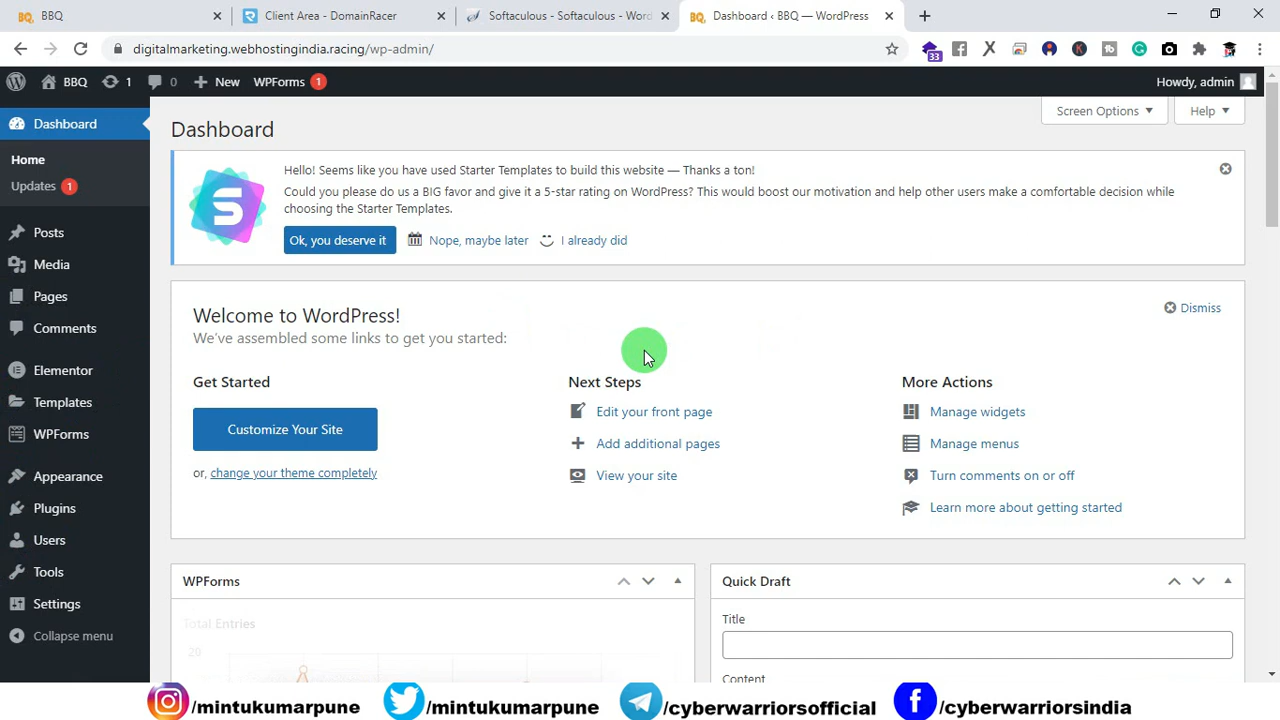 BBQ
Client Area - DomainRacer
Softaculous - Softaculous - Word
BQ. Dashboard ‹ BBQ — WordPress
digitalmarketing.webhostingindia.racing/wp-admin/
33
BBQ 1 0 New WPForms 1
Howdy, admin
Dashboard
Home
Updates 1
Posts
Media
Pages
Comments
Elementor
Templates
WPForms
Appearance
Plugins
Users
Tools
Settings
Collapse menu
Screen Options
Help
Dashboard
Hello! Seems like you have used Starter Templates to build this website — Thanks a ton!
Could you please do us a BIG favor and give it a 5-star rating on WordPress? This would boost our motivation and help other users make a comfortable decision while
choosing the Starter Templates.
Ok, you deserve it
Nope, maybe later
I already did
Welcome to WordPress!
We've assembled some links to get you started:
Dismiss
Get Started
Customize Your Site
or, change your theme completely
Next Steps
Edit your front page
Add additional pages
View your site
More Actions
Manage widgets
Manage menus
Turn comments on or off
Learn more about getting started
WPForms
Total Entries
20
Quick Draft
Title
Content
/mintukumarpune
/mintukumarpune
/cyberwarriorsofficial
/cyberwarriorsindia